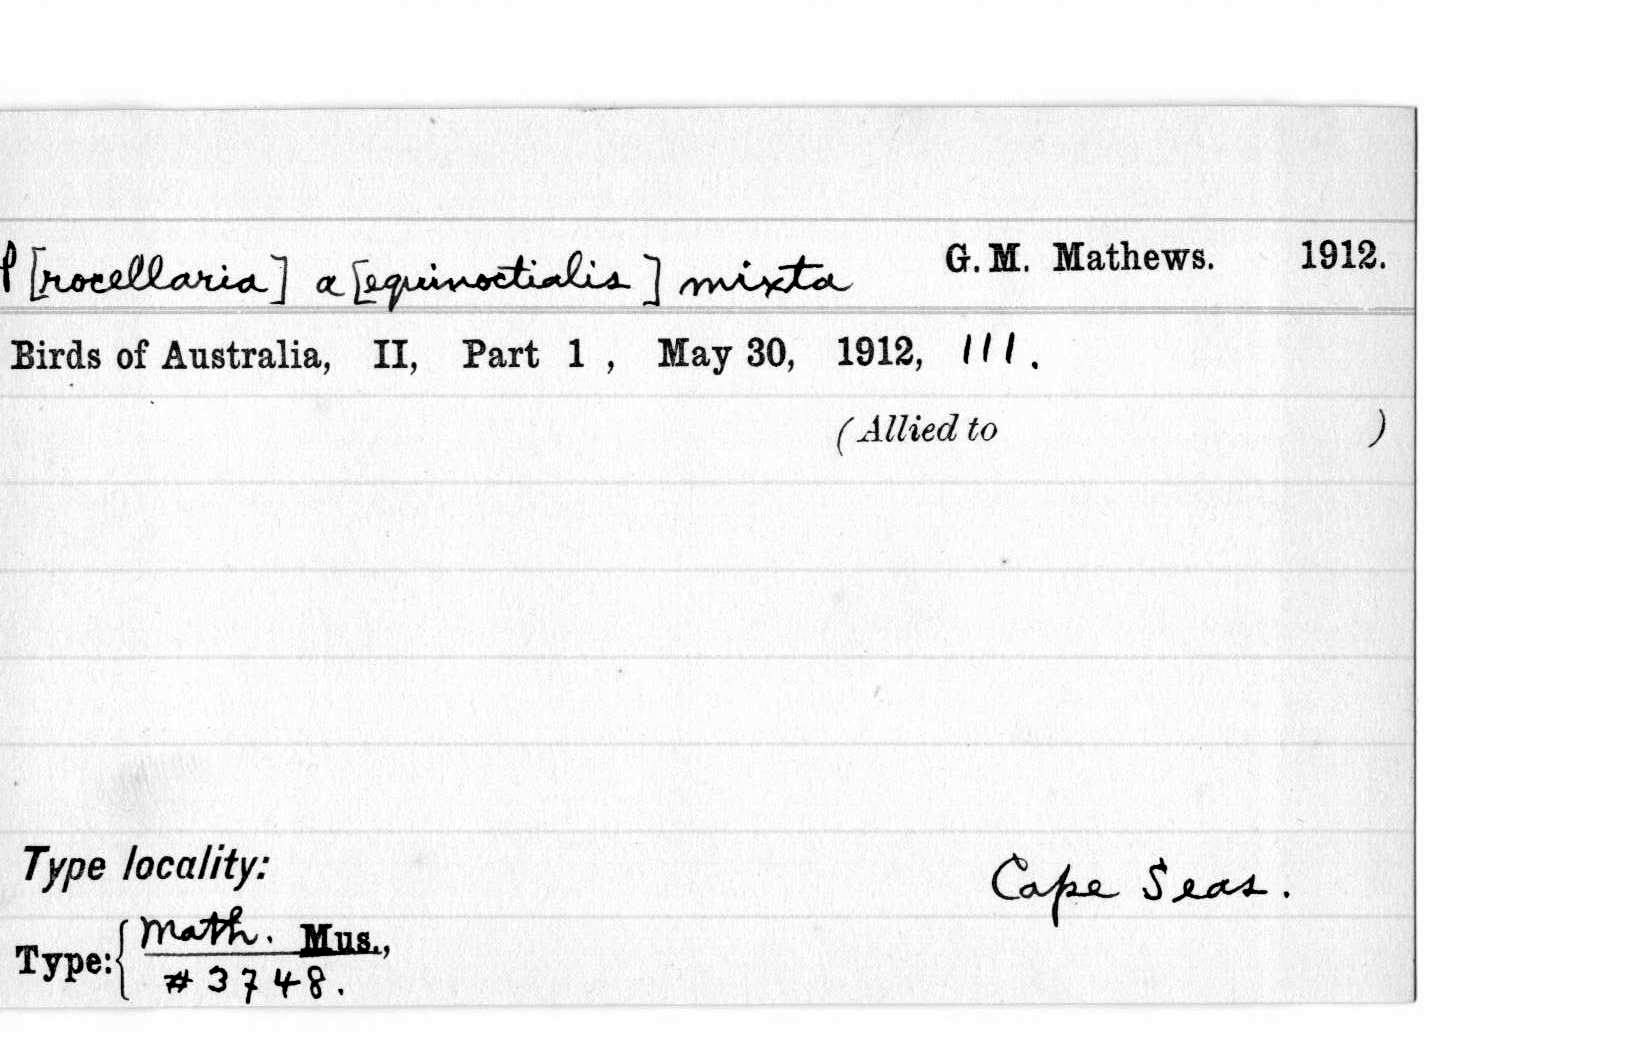 P[rocellaria] a[equinoctialis] mixta G. M. Mathews. 1912.
Birds of Australia, II, Part 1, May 30, 1912, 111.
(Allied to )
Type locality: Cape Seas.
Type: { Math. Mus.,
#3748.